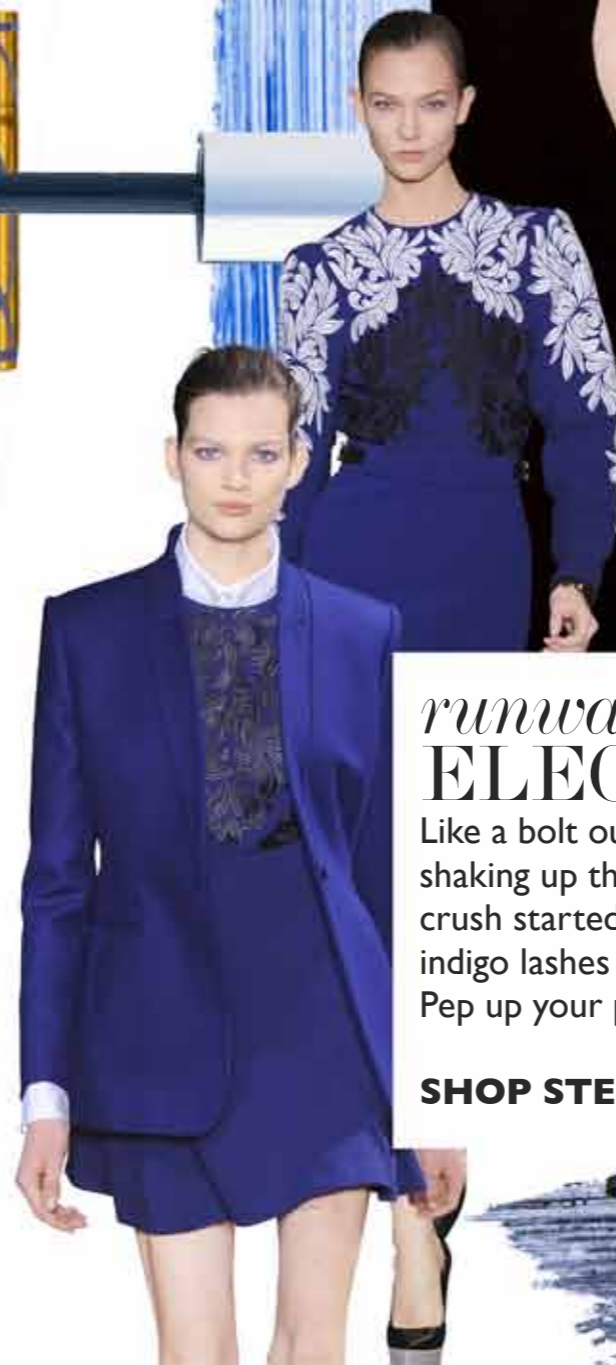 runwa
ELEC
Like a bolt ou
shaking up th
crush started
indigo lashes
Pep up your p
SHOP STE